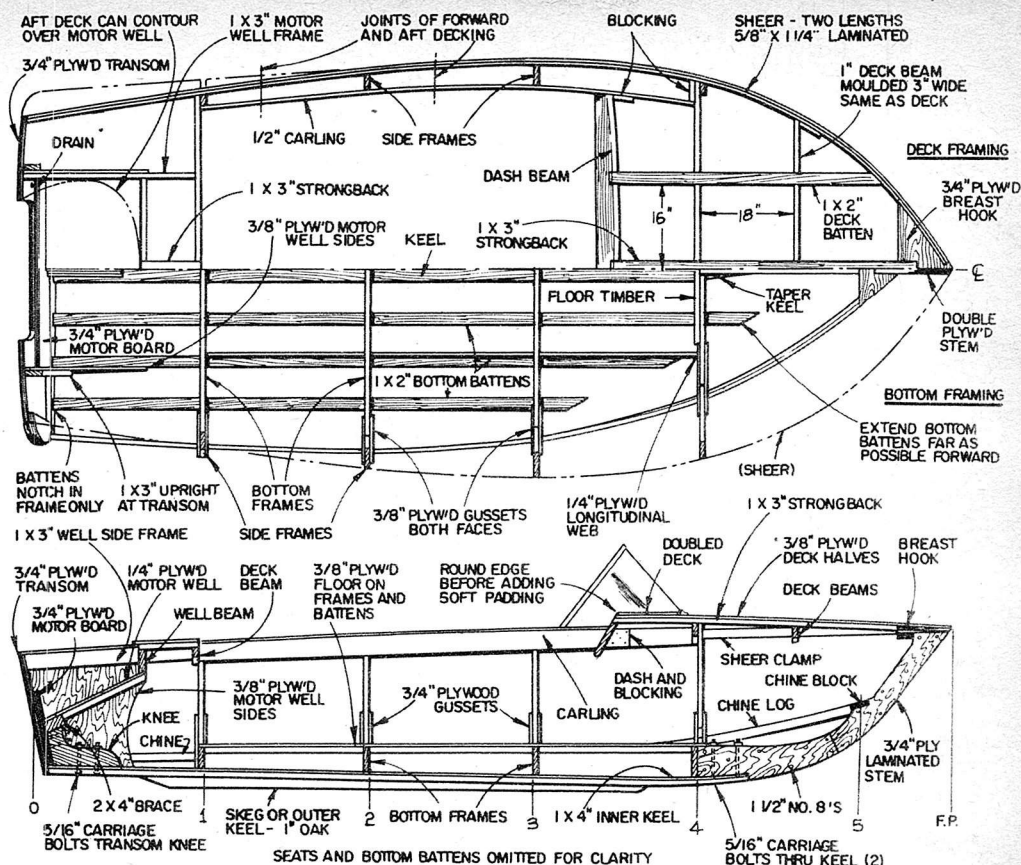 AFT DECK CAN CONTOUR
OVER MOTOR WELL
1 X 3" MOTOR
WELL FRAME
JOINTS OF FORWARD
AND AFT DECKING
BLOCKING
SHEER - TWO LENGTHS
5/8" X 1 1/4" LAMINATED
3/4" PLYW'D TRANSOM
1" DECK BEAM
MOULDED 3" WIDE
SAME AS DECK
DRAIN
1/2" CARLING
SIDE FRAMES
DECK FRAMING
DASH BEAM
3/4" PLYW'D
BREAST
HOOK
1 X 3" STRONGBACK
3/8" PLYW'D MOTOR
WELL SIDES
KEEL
1 X 3"
STRONGBACK
16"
18"
1 X 2"
DECK
BATTEN
℄
FLOOR TIMBER
TAPER
KEEL
DOUBLE
PLYW'D
STEM
3/4" PLYW'D
MOTOR BOARD
1 X 2" BOTTOM BATTENS
BOTTOM FRAMING
EXTEND BOTTOM
BATTENS FAR AS
POSSIBLE FORWARD
(SHEER)
BATTENS
NOTCH IN
FRAME ONLY
1 X 3" UPRIGHT
AT TRANSOM
BOTTOM
FRAMES
SIDE FRAMES
3/8" PLYW'D GUSSETS
BOTH FACES
1/4" PLYW'D
LONGITUDINAL
WEB
1 X 3" STRONGBACK
1 X 3" WELL SIDE FRAME
3/4" PLYW'D
TRANSOM
1/4" PLYW'D
MOTOR WELL
DECK
BEAM
3/8" PLYW'D
FLOOR ON
FRAMES AND
BATTENS
ROUND EDGE
BEFORE ADDING
SOFT PADDING
DOUBLED
DECK
3/8" PLYW'D
DECK HALVES
BREAST
HOOK
3/4" PLYW'D
MOTOR BOARD
WELL BEAM
DECK BEAMS
3/8" PLYW'D
MOTOR WELL
SIDES
3/4" PLYWOOD
GUSSETS
CARLING
DASH AND
BLOCKING
SHEER CLAMP
CHINE BLOCK
CHINE LOG
KNEE
CHINE
3/4" PLY
LAMINATED
STEM
0
2 X 4" BRACE
1
SKEG OR OUTER
KEEL - 1" OAK
2
BOTTOM FRAMES
3
1 X 4" INNER KEEL
4
1 1/2" NO. 8'S
5
F.P.
5/16" CARRIAGE
BOLTS TRANSOM KNEE
SEATS AND BOTTOM BATTENS OMITTED FOR CLARITY
5/16" CARRIAGE
BOLTS THRU KEEL (2)